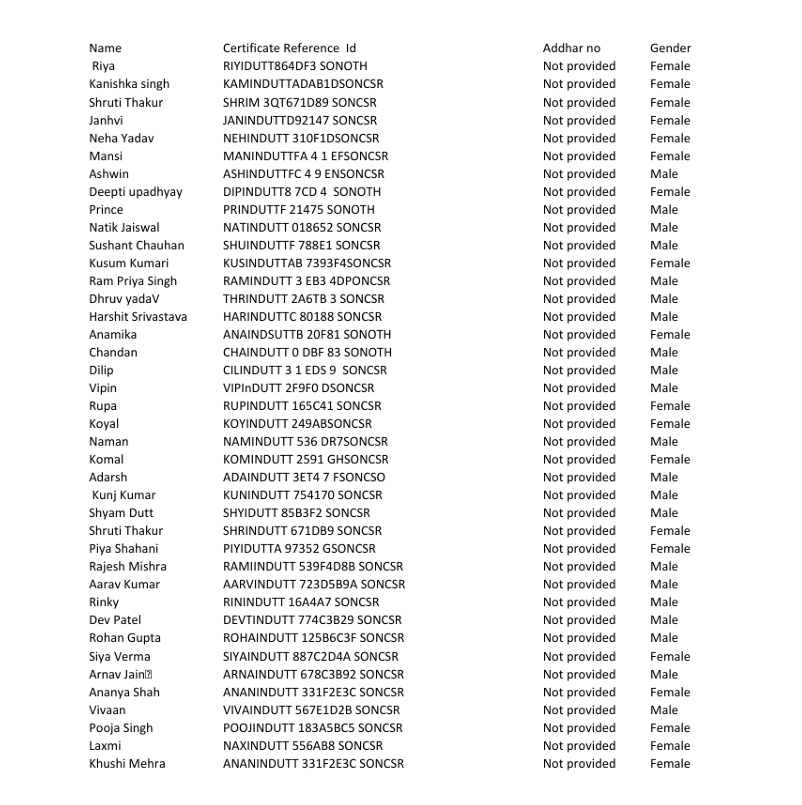 Name Certificate Reference Id Addhar no Gender
Riya RIYIDUTT864DF3 SONOTH Not provided Female
Kanishka singh KAMINDUTTADAB1DSONCSR Not provided Female
Shruti Thakur SHRIM 3QT671D89 SONCSR Not provided Female
Janhvi JANINDUTTD92147 SONCSR Not provided Female
Neha Yadav NEHINDUTT 310F1DSONCSR Not provided Female
Mansi MANINDUTTFA 4 1 EFSONCSR Not provided Female
Ashwin ASHINDUTTFC 4 9 ENSONCSR Not provided Male
Deepti upadhyay DIPINDUTT8 7CD 4 SONOTH Not provided Female
Prince PRINDUTTF 21475 SONOTH Not provided Male
Natik Jaiswal NATINDUTT 018652 SONCSR Not provided Male
Sushant Chauhan SHUINDUTTF 788E1 SONCSR Not provided Male
Kusum Kumari KUSINDUTTAB 7393F4SONCSR Not provided Female
Ram Priya Singh RAMINDUTT 3 EB3 4DPONCSR Not provided Male
Dhruv yadaV THRINDUTT 2A6TB 3 SONCSR Not provided Male
Harshit Srivastava HARINDUTTC 80188 SONCSR Not provided Male
Anamika ANAINDSUTTB 20F81 SONOTH Not provided Female
Chandan CHAINDUTT 0 DBF 83 SONOTH Not provided Male
Dilip CILINDUTT 3 1 EDS 9 SONCSR Not provided Male
Vipin VIPInDUTT 2F9F0 DSONCSR Not provided Male
Rupa RUPINDUTT 165C41 SONCSR Not provided Female
Koyal KOYINDUTT 249ABSONCSR Not provided Female
Naman NAMINDUTT 536 DR7SONCSR Not provided Male
Komal KOMINDUTT 2591 GHSONCSR Not provided Female
Adarsh ADAINDUTT 3ET4 7 FSONCSO Not provided Male
Kunj Kumar KUNINDUTT 754170 SONCSR Not provided Male
Shyam Dutt SHYIDUTT 85B3F2 SONCSR Not provided Male
Shruti Thakur SHRINDUTT 671DB9 SONCSR Not provided Female
Piya Shahani PIYIDUTTA 97352 GSONCSR Not provided Female
Rajesh Mishra RAMIINDUTT 539F4D8B SONCSR Not provided Male
Aarav Kumar AARVINDUTT 723D5B9A SONCSR Not provided Male
Rinky RININDUTT 16A4A7 SONCSR Not provided Male
Dev Patel DEVTINDUTT 774C3B29 SONCSR Not provided Male
Rohan Gupta ROHAINDUTT 125B6C3F SONCSR Not provided Male
Siya Verma SIYAINDUTT 887C2D4A SONCSR Not provided Female
Arnav Jain ARNAINDUTT 678C3B92 SONCSR Not provided Male
Ananya Shah ANANINDUTT 331F2E3C SONCSR Not provided Female
Vivaan VIVAINDUTT 567E1D2B SONCSR Not provided Male
Pooja Singh POOJINDUTT 183A5BC5 SONCSR Not provided Female
Laxmi NAXINDUTT 556AB8 SONCSR Not provided Female
Khushi Mehra ANANINDUTT 331F2E3C SONCSR Not provided Female